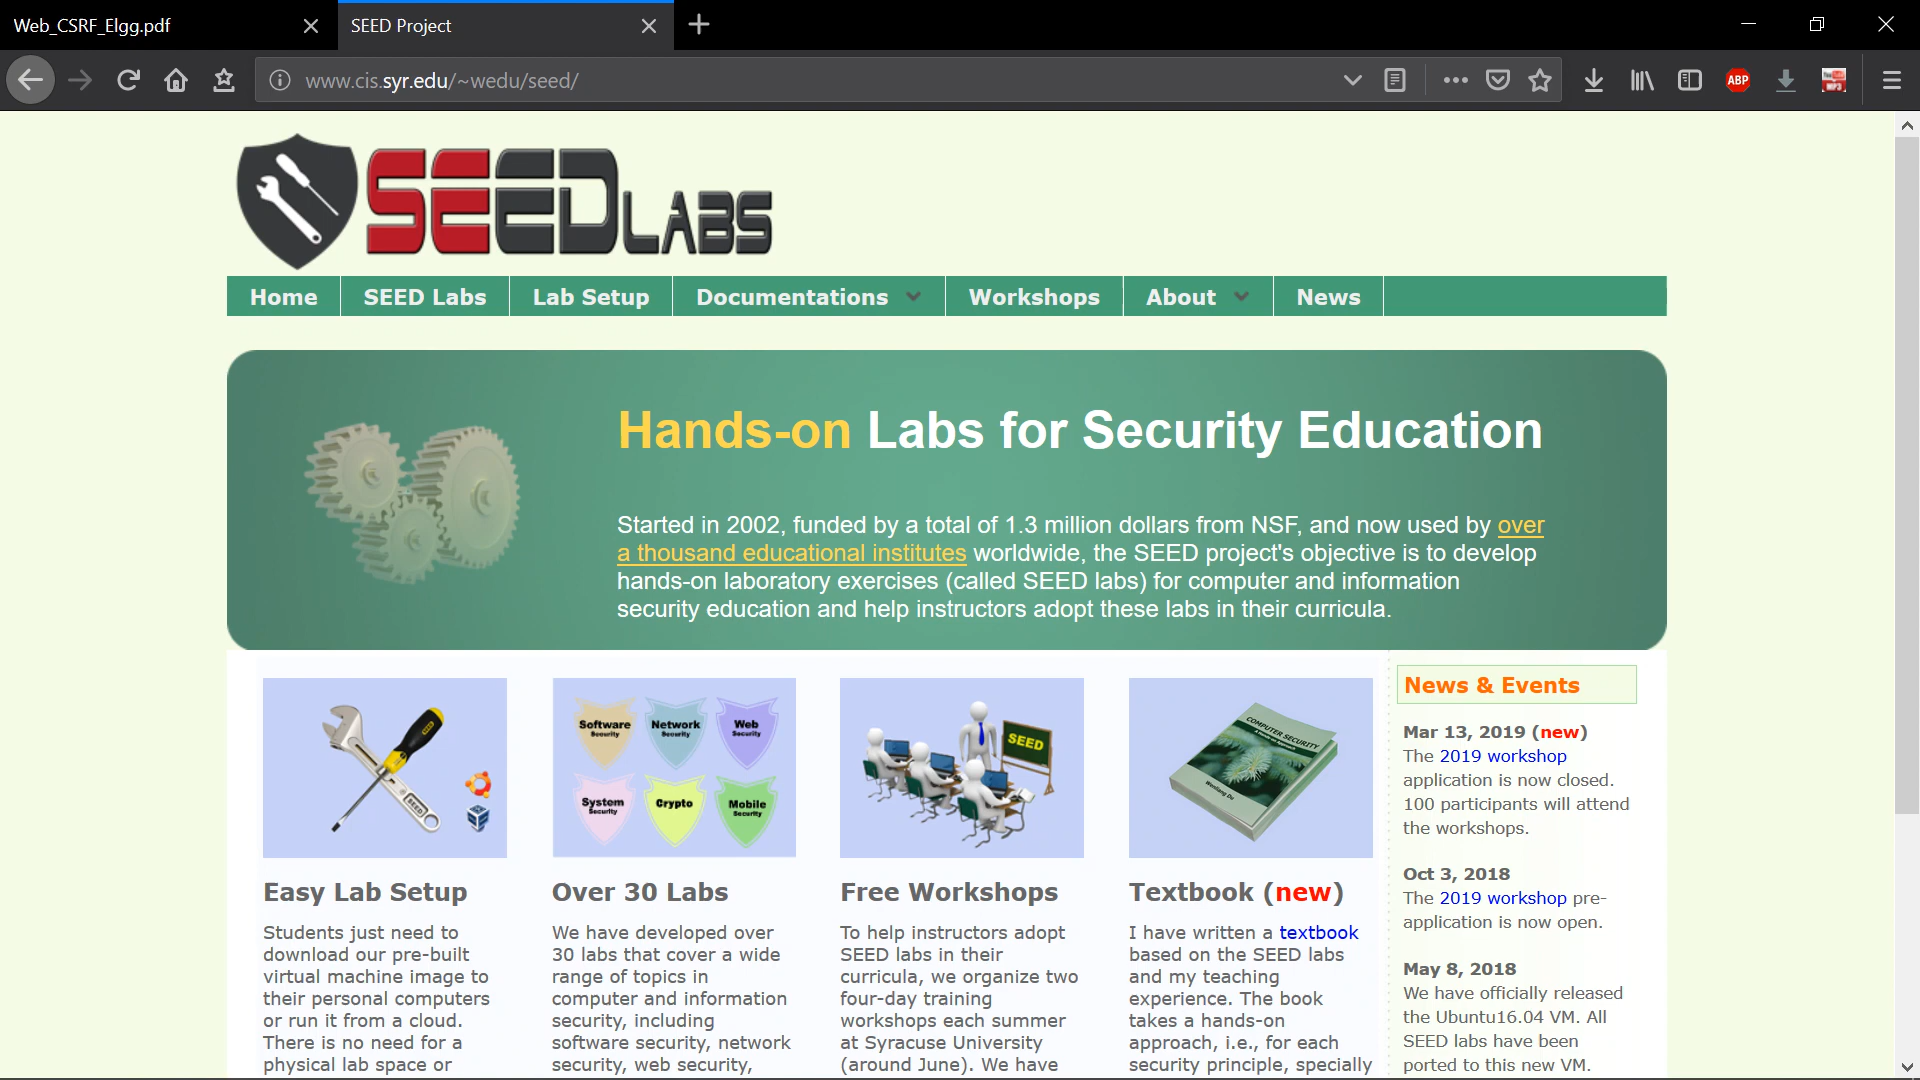 Web_CSRF_Elgg.pdf
SEED Project
www.cis.syr.edu/~wedu/seed/
ABP
SEEDLABS
Home
SEED Labs
Lab Setup
Documentations
Workshops
About
News
Hands-on Labs for Security Education
Started in 2002, funded by a total of 1.3 million dollars from NSF, and now used by over
a thousand educational institutes worldwide, the SEED project's objective is to develop
hands-on laboratory exercises (called SEED labs) for computer and information
security education and help instructors adopt these labs in their curricula.
SEED
Easy Lab Setup
Students just need to
download our pre-built
virtual machine image to
their personal computers
or run it from a cloud.
There is no need for a
physical lab space or
Software
Security
Network
Security
Web
Security
System
Security
Crypto
Mobile
Security
Over 30 Labs
We have developed over
30 labs that cover a wide
range of topics in
computer and information
security, including
software security, network
security, web security,
SEED
Free Workshops
To help instructors adopt
SEED labs in their
curricula, we organize two
four-day training
workshops each summer
at Syracuse University
(around June). We have
COMPUTER SECURITY
Wenliang Du
Textbook (new)
I have written a textbook
based on the SEED labs
and my teaching
experience. The book
takes a hands-on
approach, i.e., for each
security principle, specially
News & Events
Mar 13, 2019 (new)
The 2019 workshop
application is now closed.
100 participants will attend
the workshops.
Oct 3, 2018
The 2019 workshop pre-
application is now open.
May 8, 2018
We have officially released
the Ubuntu16.04 VM. All
SEED labs have been
ported to this new VM.